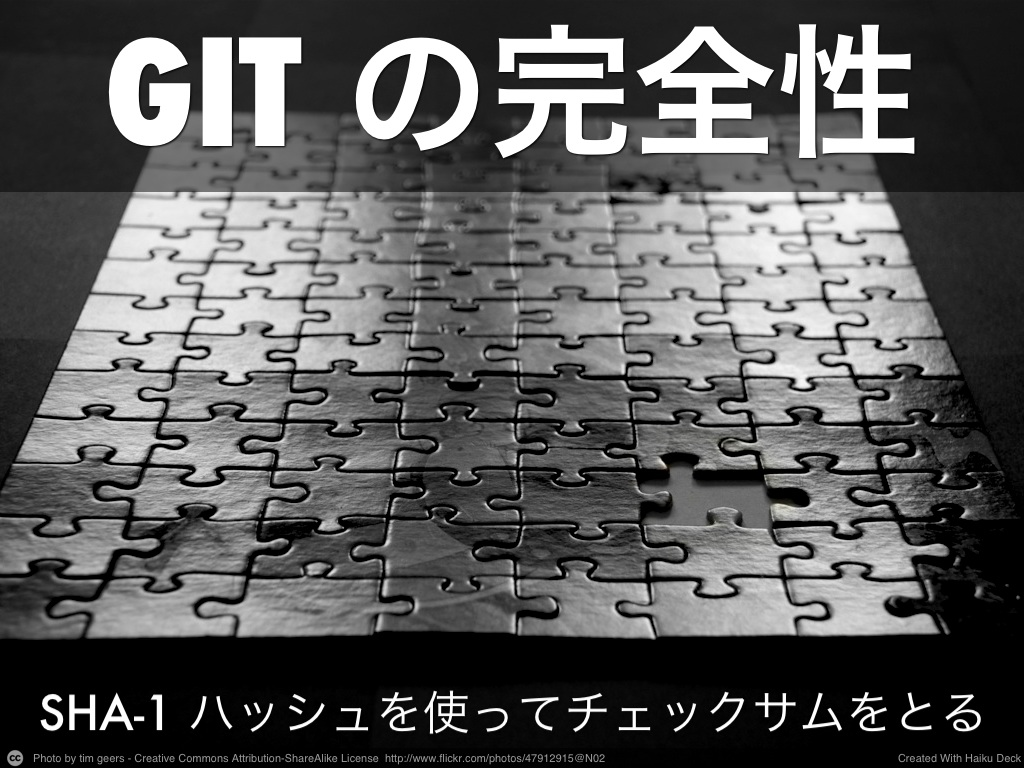 GIT の完全性
SHA-1 ハッシュを使ってチェックサムをとる
cc Photo by tim geers - Creative Commons Attribution-ShareAlike License http://www.flickr.com/photos/47912915@N02
Created With Haiku Deck